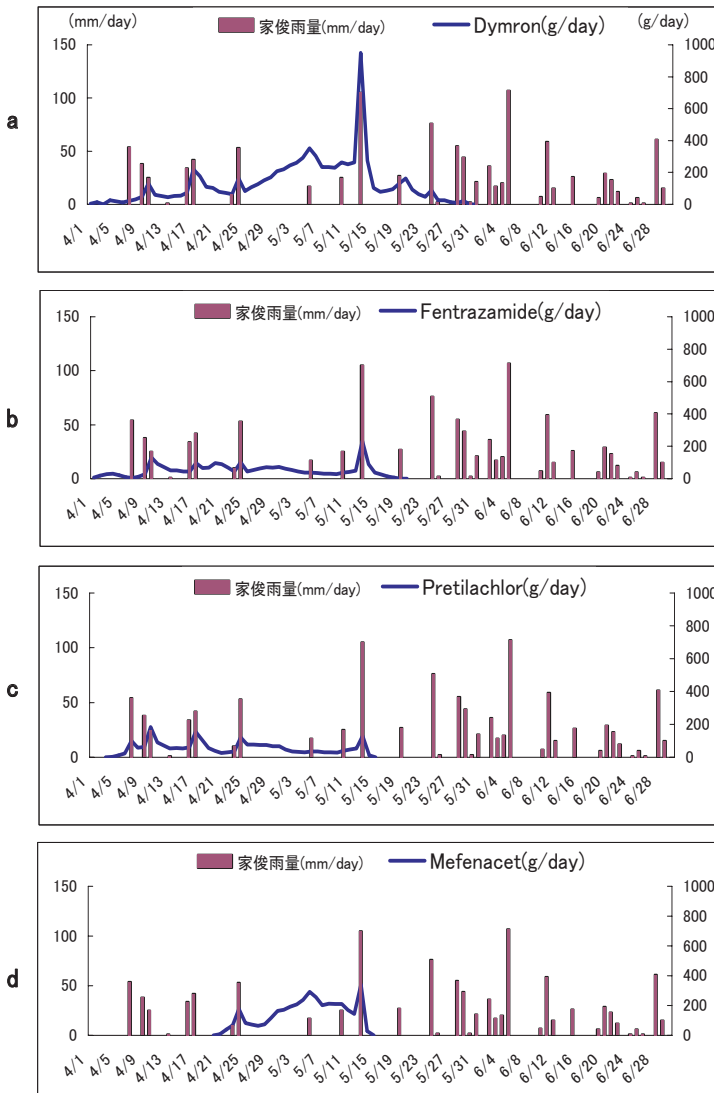 (mm/day) (g/day)
家俊雨量(mm/day) Dymron(g/day)
a
150 1000
800
100
600
400
50
200
0 0
4/1 4/5 4/9 4/13 4/17 4/21 4/25 4/29 5/3 5/7 5/11 5/15 5/19 5/23 5/27 5/31 6/4 6/8 6/12 6/16 6/20 6/24 6/28
家俊雨量(mm/day) Fentrazamide(g/day)
b
150 1000
800
100
600
400
50
200
0 0
4/1 4/5 4/9 4/13 4/17 4/21 4/25 4/29 5/3 5/7 5/11 5/15 5/19 5/23 5/27 5/31 6/4 6/8 6/12 6/16 6/20 6/24 6/28
家俊雨量(mm/day) Pretilachlor(g/day)
c
150 1000
800
100
600
400
50
200
0 0
4/1 4/5 4/9 4/13 4/17 4/21 4/25 4/29 5/3 5/7 5/11 5/15 5/19 5/23 5/27 5/31 6/4 6/8 6/12 6/16 6/20 6/24 6/28
家俊雨量(mm/day) Mefenacet(g/day)
d
150 1000
800
100
600
400
50
200
0 0
4/1 4/5 4/9 4/13 4/17 4/21 4/25 4/29 5/3 5/7 5/11 5/15 5/19 5/23 5/27 5/31 6/4 6/8 6/12 6/16 6/20 6/24 6/28